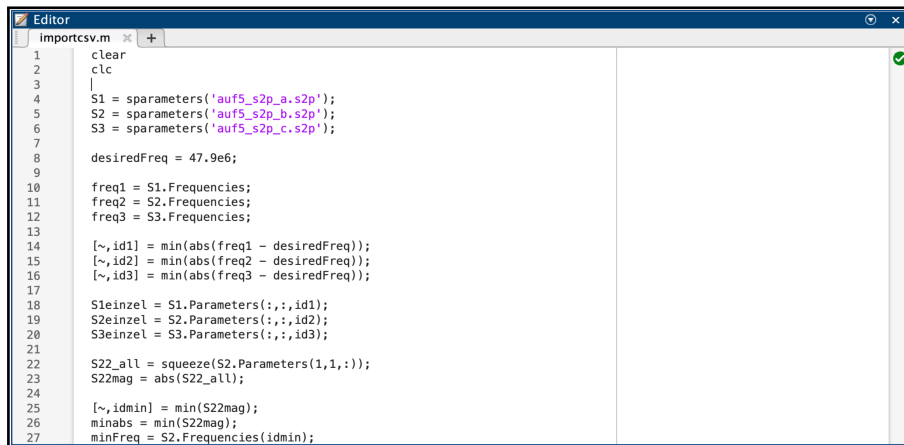 Editor
importcsv.m
1 clear
2 clc
3
4 S1 = sparameters('auf5_s2p_a.s2p');
5 S2 = sparameters('auf5_s2p_b.s2p');
6 S3 = sparameters('auf5_s2p_c.s2p');
7
8 desiredFreq = 47.9e6;
9
10 freq1 = S1.Frequencies;
11 freq2 = S2.Frequencies;
12 freq3 = S3.Frequencies;
13
14 [~,id1] = min(abs(freq1 - desiredFreq));
15 [~,id2] = min(abs(freq2 - desiredFreq));
16 [~,id3] = min(abs(freq3 - desiredFreq));
17
18 S1einzel = S1.Parameters(:,:,id1);
19 S2einzel = S2.Parameters(:,:,id2);
20 S3einzel = S3.Parameters(:,:,id3);
21
22 S22_all = squeeze(S2.Parameters(1,1,:));
23 S22mag = abs(S22_all);
24
25 [~,idmin] = min(S22mag);
26 minabs = min(S22mag);
27 minFreq = S2.Frequencies(idmin);